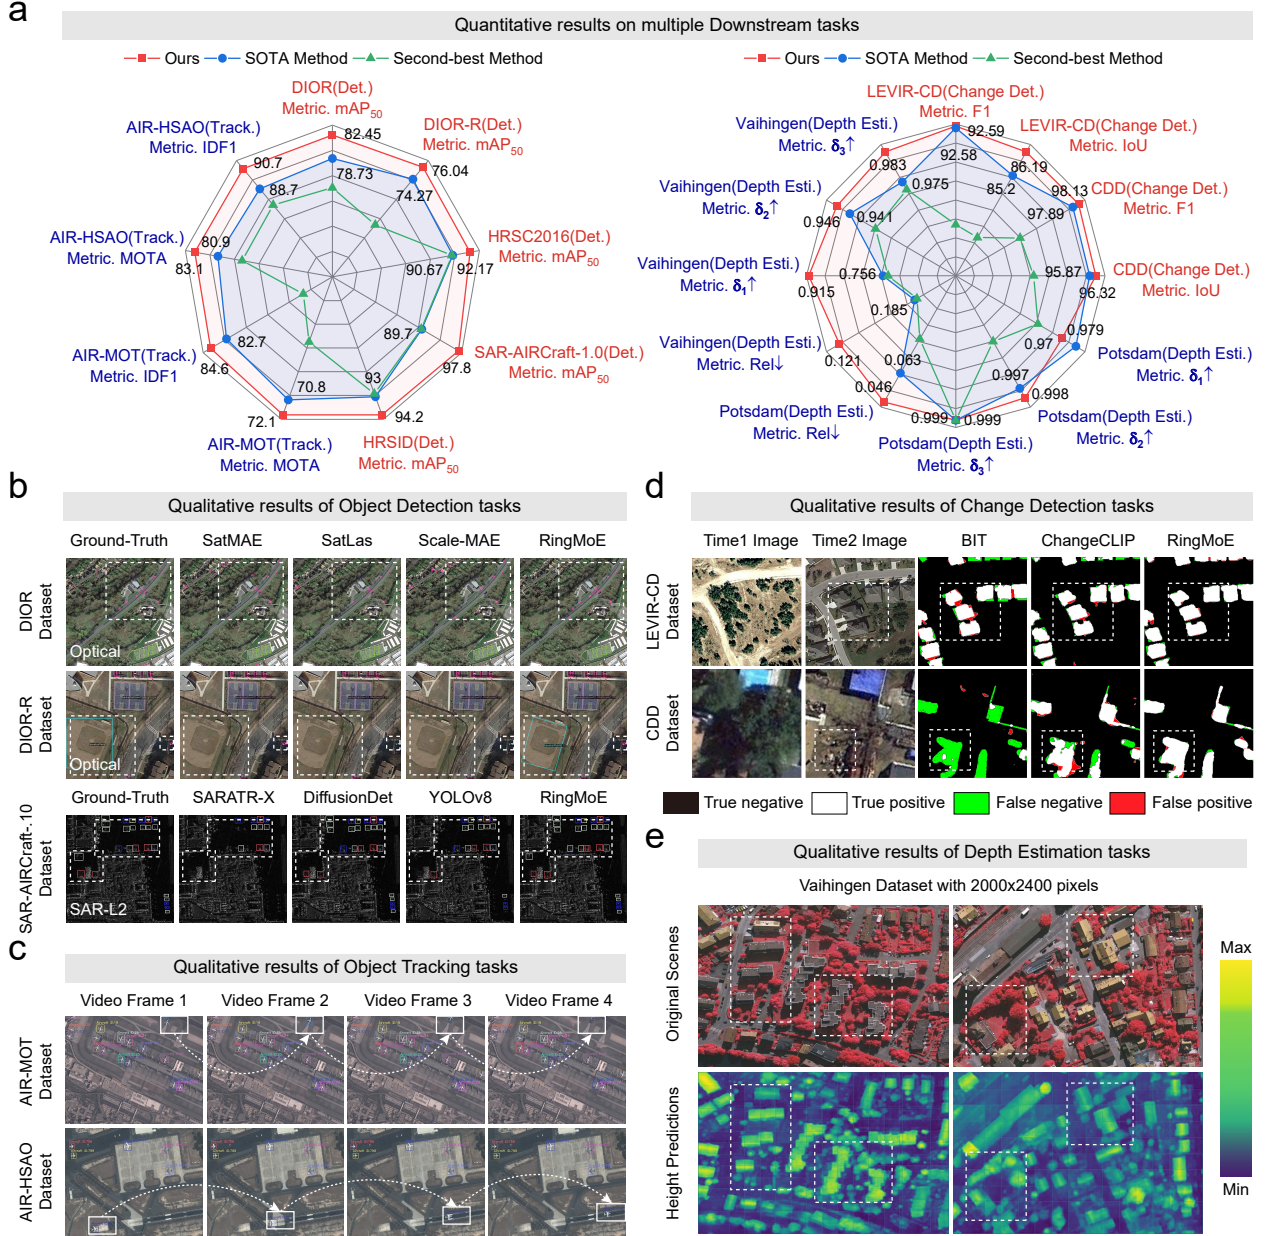 a
Quantitative results on multiple Downstream tasks
Ours SOTA Method Second-best Method
DIOR(Det.)
Metric. mAP50
82.45
DIOR-R(Det.)
Metric. mAP50
76.04
AIR-HSAO(Track.)
Metric. IDF1
90.7
78.73
74.27
88.7
HRSC2016(Det.)
Metric. mAP50
90.67
92.17
AIR-HSAO(Track.)
Metric. MOTA
80.9
83.1
SAR-AIRCraft-1.0(Det.)
Metric. mAP50
89.7
97.8
AIR-MOT(Track.)
Metric. IDF1
82.7
84.6
70.8
93
72.1
94.2
AIR-MOT(Track.)
Metric. MOTA
HRSID(Det.)
Metric. mAP50
Ours SOTA Method Second-best Method
LEVIR-CD(Change Det.)
Metric. F1
92.59
92.58
LEVIR-CD(Change Det.)
Metric. IoU
86.19
85.2
CDD(Change Det.)
Metric. F1
98.13
97.89
CDD(Change Det.)
Metric. IoU
95.87
96.32
Potsdam(Depth Esti.)
Metric. δ1↑
0.979
0.97
Potsdam(Depth Esti.)
Metric. δ2↑
0.997
0.998
Potsdam(Depth Esti.)
Metric. δ3↑
0.999
0.999
Potsdam(Depth Esti.)
Metric. Rel↓
0.063
0.046
Vaihingen(Depth Esti.)
Metric. Rel↓
0.185
0.121
Vaihingen(Depth Esti.)
Metric. δ1↑
0.756
0.915
Vaihingen(Depth Esti.)
Metric. δ2↑
0.941
0.946
Vaihingen(Depth Esti.)
Metric. δ3↑
0.975
0.983
b
Qualitative results of Object Detection tasks
Ground-Truth SatMAE SatLas Scale-MAE RingMoE
DIOR
Dataset
Optical
DIOR-R
Dataset
Optical
Ground-Truth SARATR-X DiffusionDet YOLOv8 RingMoE
SAR-AIRCraft-.10
Dataset
SAR-L2
c
Qualitative results of Object Tracking tasks
Video Frame 1 Video Frame 2 Video Frame 3 Video Frame 4
AIR-MOT
Dataset
AIR-HSAO
Dataset
d
Qualitative results of Change Detection tasks
Time1 Image Time2 Image BIT ChangeCLIP RingMoE
LEVIR-CD
Dataset
CDD
Dataset
True negative True positive False negative False positive
e
Qualitative results of Depth Estimation tasks
Vaihingen Dataset with 2000x2400 pixels
Original Scenes
Height Predictions
Max
Min